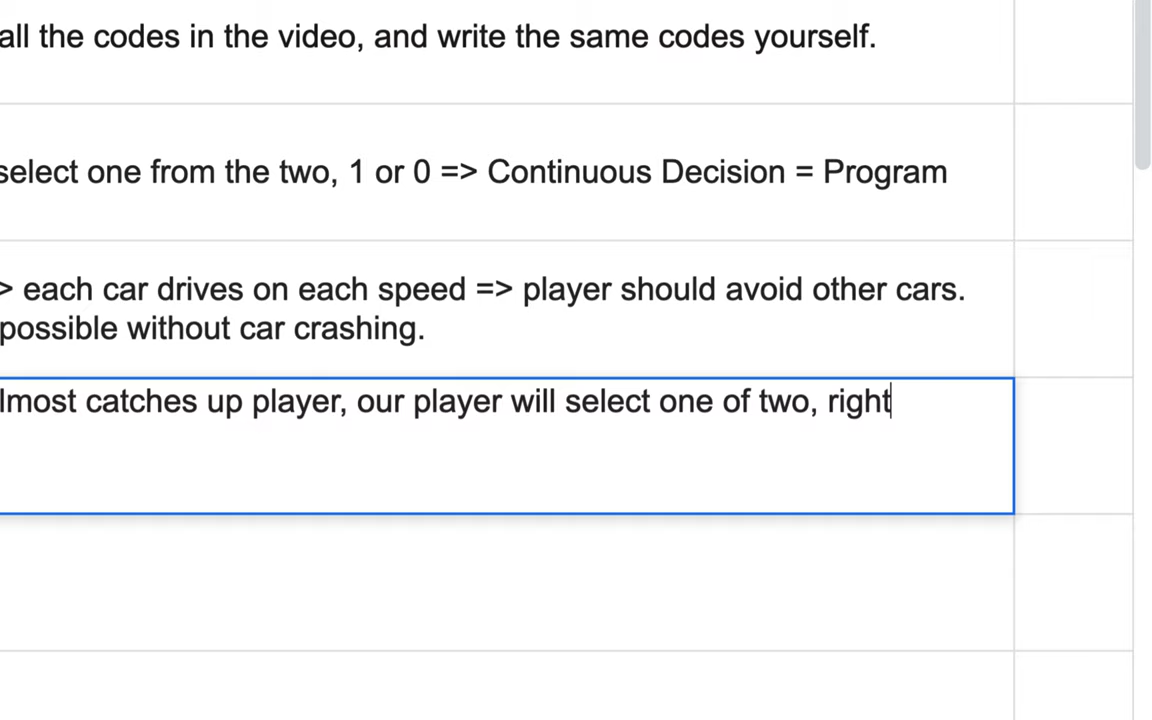 all the codes in the video, and write the same codes yourself.
select one from the two, 1 or 0 => Continuous Decision = Program
> each car drives on each speed => player should avoid other cars.
possible without car crashing.
lmost catches up player, our player will select one of two, right